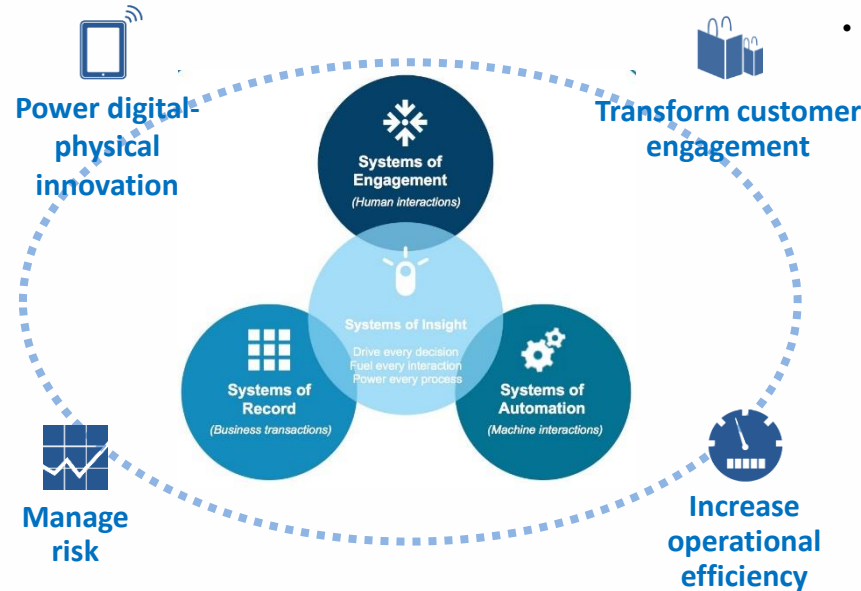 Power digital-
physical
innovation
Transform customer
engagement
•
Systems of
Engagement
(Human interactions)
Systems of Insight
Drive every decision
Fuel every interaction
Power every process
Systems of
Record
(Business transactions)
Systems of
Automation
(Machine interactions)
Manage
risk
Increase
operational
efficiency